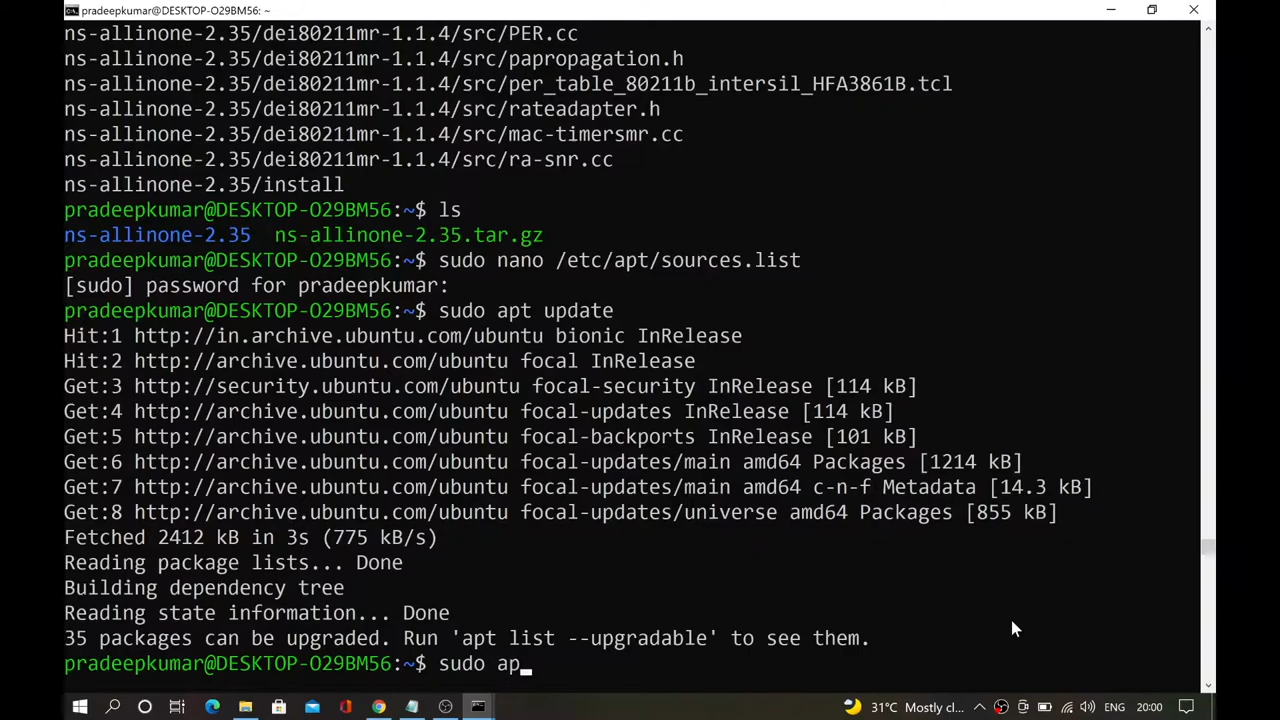 pradeepkumar@DESKTOP-O29BM56: ~
ns-allinone-2.35/dei80211mr-1.1.4/src/PER.cc
ns-allinone-2.35/dei80211mr-1.1.4/src/papropagation.h
ns-allinone-2.35/dei80211mr-1.1.4/src/per_table_80211b_intersil_HFA3861B.tcl
ns-allinone-2.35/dei80211mr-1.1.4/src/rateadapter.h
ns-allinone-2.35/dei80211mr-1.1.4/src/mac-timersmr.cc
ns-allinone-2.35/dei80211mr-1.1.4/src/ra-snr.cc
ns-allinone-2.35/install
pradeepkumar@DESKTOP-O29BM56:~$ ls
ns-allinone-2.35  ns-allinone-2.35.tar.gz
pradeepkumar@DESKTOP-O29BM56:~$ sudo nano /etc/apt/sources.list
[sudo] password for pradeepkumar:
pradeepkumar@DESKTOP-O29BM56:~$ sudo apt update
Hit:1 http://in.archive.ubuntu.com/ubuntu bionic InRelease
Hit:2 http://archive.ubuntu.com/ubuntu focal InRelease
Get:3 http://security.ubuntu.com/ubuntu focal-security InRelease [114 kB]
Get:4 http://archive.ubuntu.com/ubuntu focal-updates InRelease [114 kB]
Get:5 http://archive.ubuntu.com/ubuntu focal-backports InRelease [101 kB]
Get:6 http://archive.ubuntu.com/ubuntu focal-updates/main amd64 Packages [1214 kB]
Get:7 http://archive.ubuntu.com/ubuntu focal-updates/main amd64 c-n-f Metadata [14.3 kB]
Get:8 http://archive.ubuntu.com/ubuntu focal-updates/universe amd64 Packages [855 kB]
Fetched 2412 kB in 3s (775 kB/s)
Reading package lists... Done
Building dependency tree
Reading state information... Done
35 packages can be upgraded. Run 'apt list --upgradable' to see them.
pradeepkumar@DESKTOP-O29BM56:~$ sudo ap
31°C Mostly cl... ENG 20:00